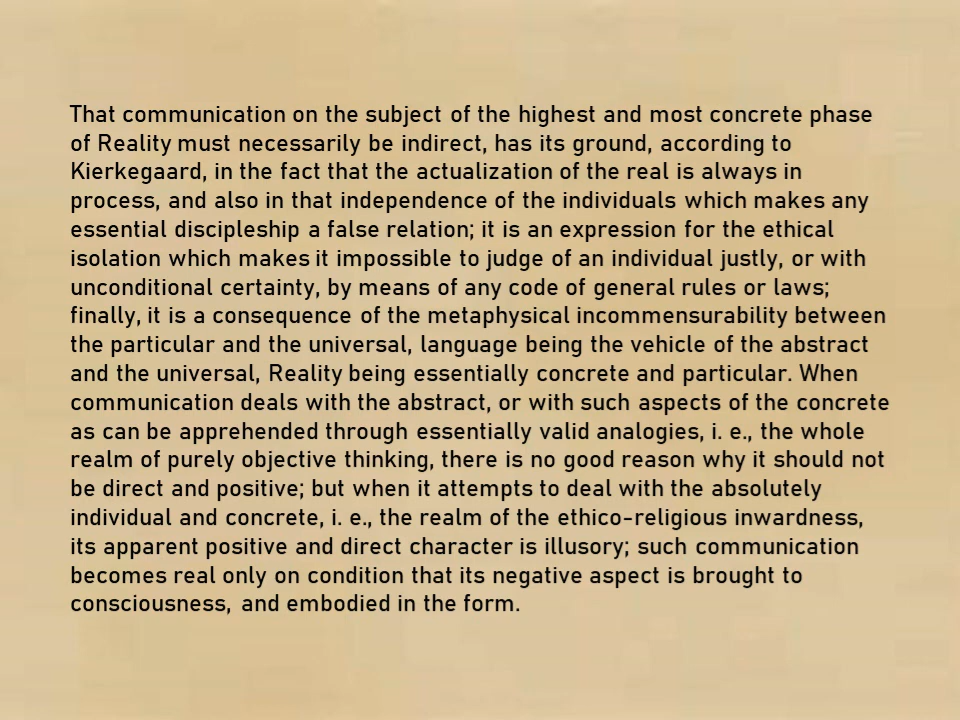 That communication on the subject of the highest and most concrete phase
of Reality must necessarily be indirect, has its ground, according to
Kierkegaard, in the fact that the actualization of the real is always in
process, and also in that independence of the individuals which makes any
essential discipleship a false relation; it is an expression for the ethical
isolation which makes it impossible to judge of an individual justly, or with
unconditional certainty, by means of any code of general rules or laws;
finally, it is a consequence of the metaphysical incommensurability between
the particular and the universal, language being the vehicle of the abstract
and the universal, Reality being essentially concrete and particular. When
communication deals with the abstract, or with such aspects of the concrete
as can be apprehended through essentially valid analogies, i. e., the whole
realm of purely objective thinking, there is no good reason why it should not
be direct and positive; but when it attempts to deal with the absolutely
individual and concrete, i. e., the realm of the ethico-religious inwardness,
its apparent positive and direct character is illusory; such communication
becomes real only on condition that its negative aspect is brought to
consciousness, and embodied in the form.